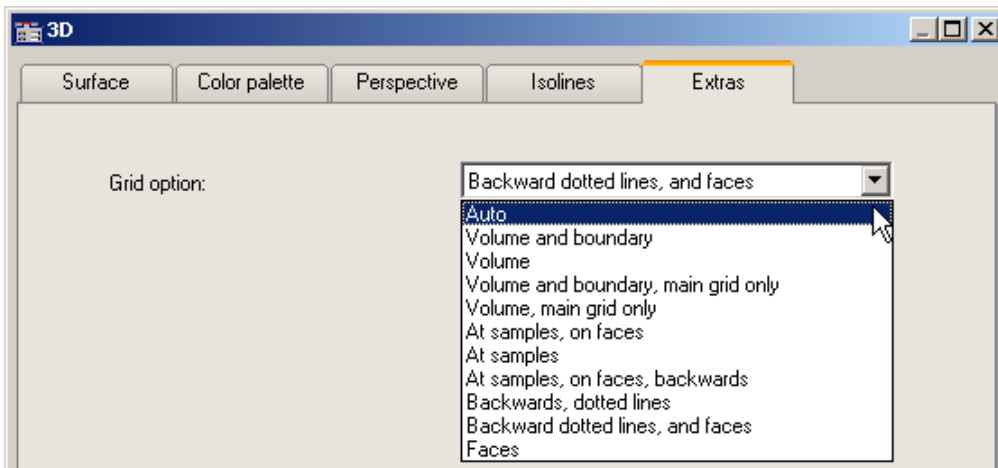 3D
Surface Color palette Perspective Isolines Extras
Grid option: Backward dotted lines, and faces
Auto
Volume and boundary
Volume
Volume and boundary, main grid only
Volume, main grid only
At samples, on faces
At samples
At samples, on faces, backwards
Backwards, dotted lines
Backward dotted lines, and faces
Faces